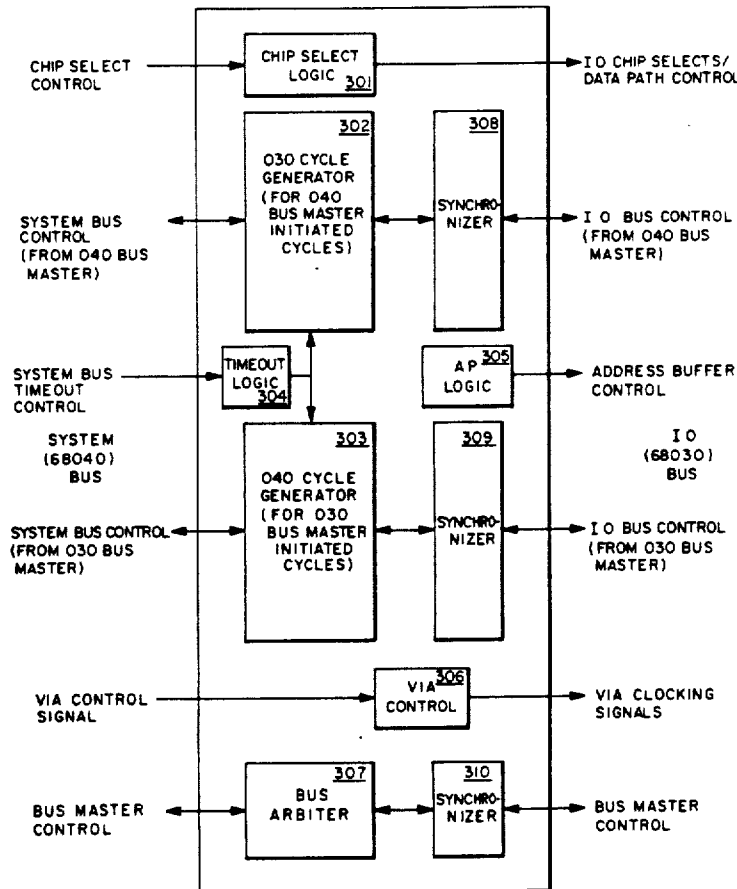 CHIP SELECT
CONTROL
CHIP SELECT
LOGIC
301
IO CHIP SELECTS/
DATA PATH CONTROL
302
030 CYCLE
GENERATOR
(FOR 040
BUS MASTER
INITIATED
CYCLES)
308
SYNCHRO-
NIZER
SYSTEM BUS
CONTROL
(FROM 040 BUS
MASTER)
IO BUS CONTROL
(FROM 040 BUS
MASTER)
SYSTEM BUS
TIMEOUT
CONTROL
TIMEOUT
LOGIC
304
305
AP
LOGIC
ADDRESS BUFFER
CONTROL
SYSTEM
(68040)
BUS
IO
(68030)
BUS
303
040 CYCLE
GENERATOR
(FOR 030
BUS MASTER
INITIATED
CYCLES)
309
SYNCHRO-
NIZER
SYSTEM BUS CONTROL
(FROM 030 BUS
MASTER)
IO BUS CONTROL
(FROM 030 BUS
MASTER)
VIA CONTROL
SIGNAL
306
VIA
CONTROL
VIA CLOCKING
SIGNALS
BUS MASTER
CONTROL
307
BUS
ARBITER
310
SYNCHRO-
NIZER
BUS MASTER
CONTROL